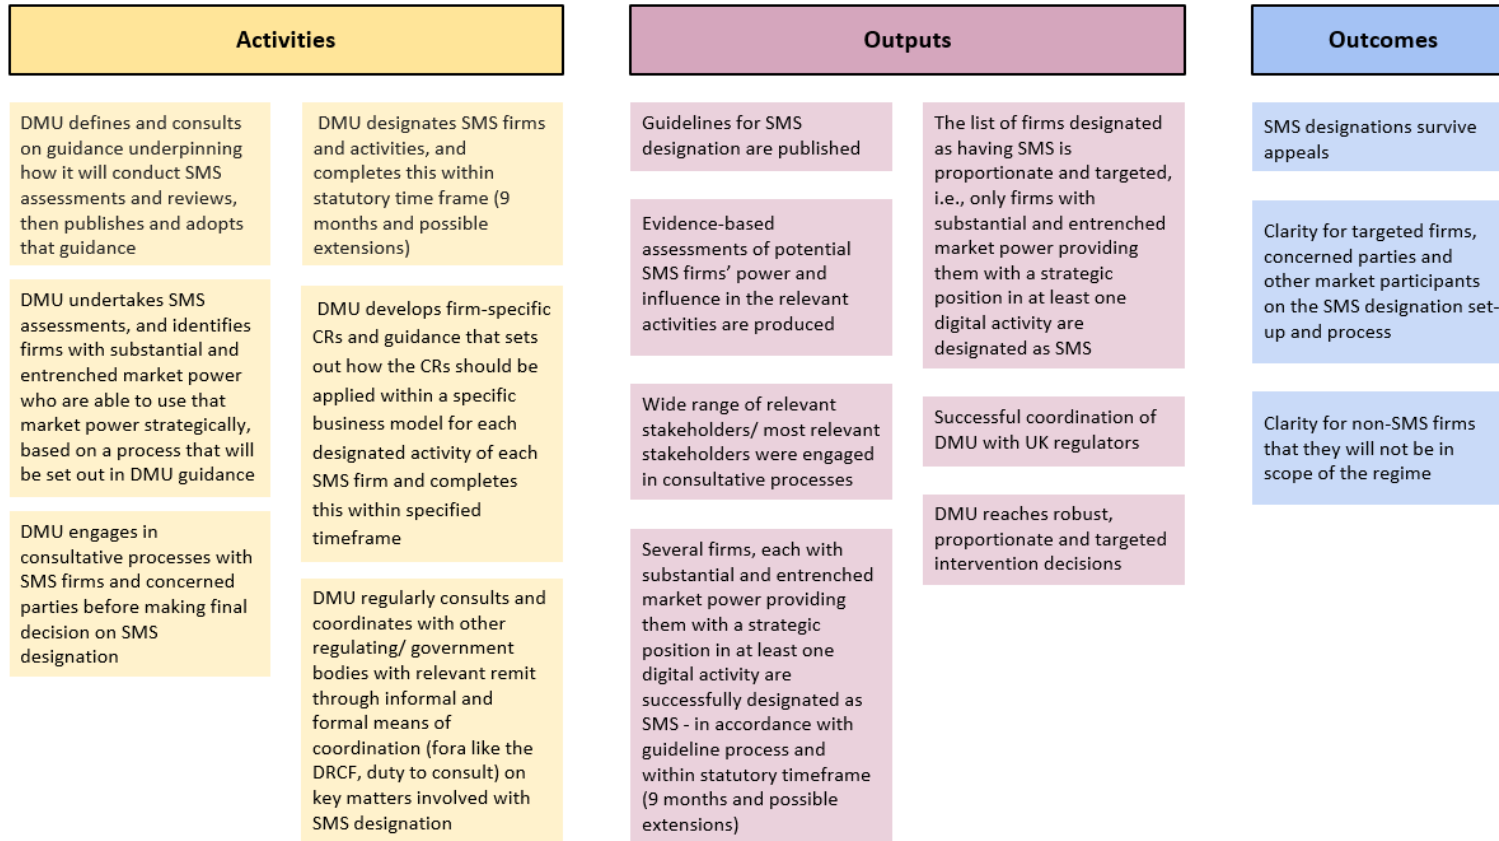 Activities
DMU defines and consults
on guidance underpinning
how it will conduct SMS
assessments and reviews,
then publishes and adopts
that guidance
DMU undertakes SMS
assessments, and identifies
firms with substantial and
entrenched market power
who are able to use that
market power strategically,
based on a process that will
be set out in DMU guidance
DMU engages in
consultative processes with
SMS firms and concerned
parties before making final
decision on SMS
designation
DMU designates SMS firms
and activities, and
completes this within
statutory time frame (9
months and possible
extensions)
DMU develops firm-specific
CRs and guidance that sets
out how the CRs should be
applied within a specific
business model for each
designated activity of each
SMS firm and completes
this within specified
timeframe
DMU regularly consults and
coordinates with other
regulating/ government
bodies with relevant remit
through informal and
formal means of
coordination (fora like the
DRCF, duty to consult) on
key matters involved with
SMS designation
Outputs
Guidelines for SMS
designation are published
Evidence-based
assessments of potential
SMS firms' power and
influence in the relevant
activities are produced
Wide range of relevant
stakeholders/ most relevant
stakeholders were engaged
in consultative processes
Several firms, each with
substantial and entrenched
market power providing
them with a strategic
position in at least one
digital activity are
successfully designated as
SMS - in accordance with
guideline process and
within statutory timeframe
(9 months and possible
extensions)
The list of firms designated
as having SMS is
proportionate and targeted,
i.e., only firms with
substantial and entrenched
market power providing
them with a strategic
position in at least one
digital activity are
designated as SMS
Successful coordination of
DMU with UK regulators
DMU reaches robust,
proportionate and targeted
intervention decisions
Outcomes
SMS designations survive
appeals
Clarity for targeted firms,
concerned parties and
other market participants
on the SMS designation set-
up and process
Clarity for non-SMS firms
that they will not be in
scope of the regime